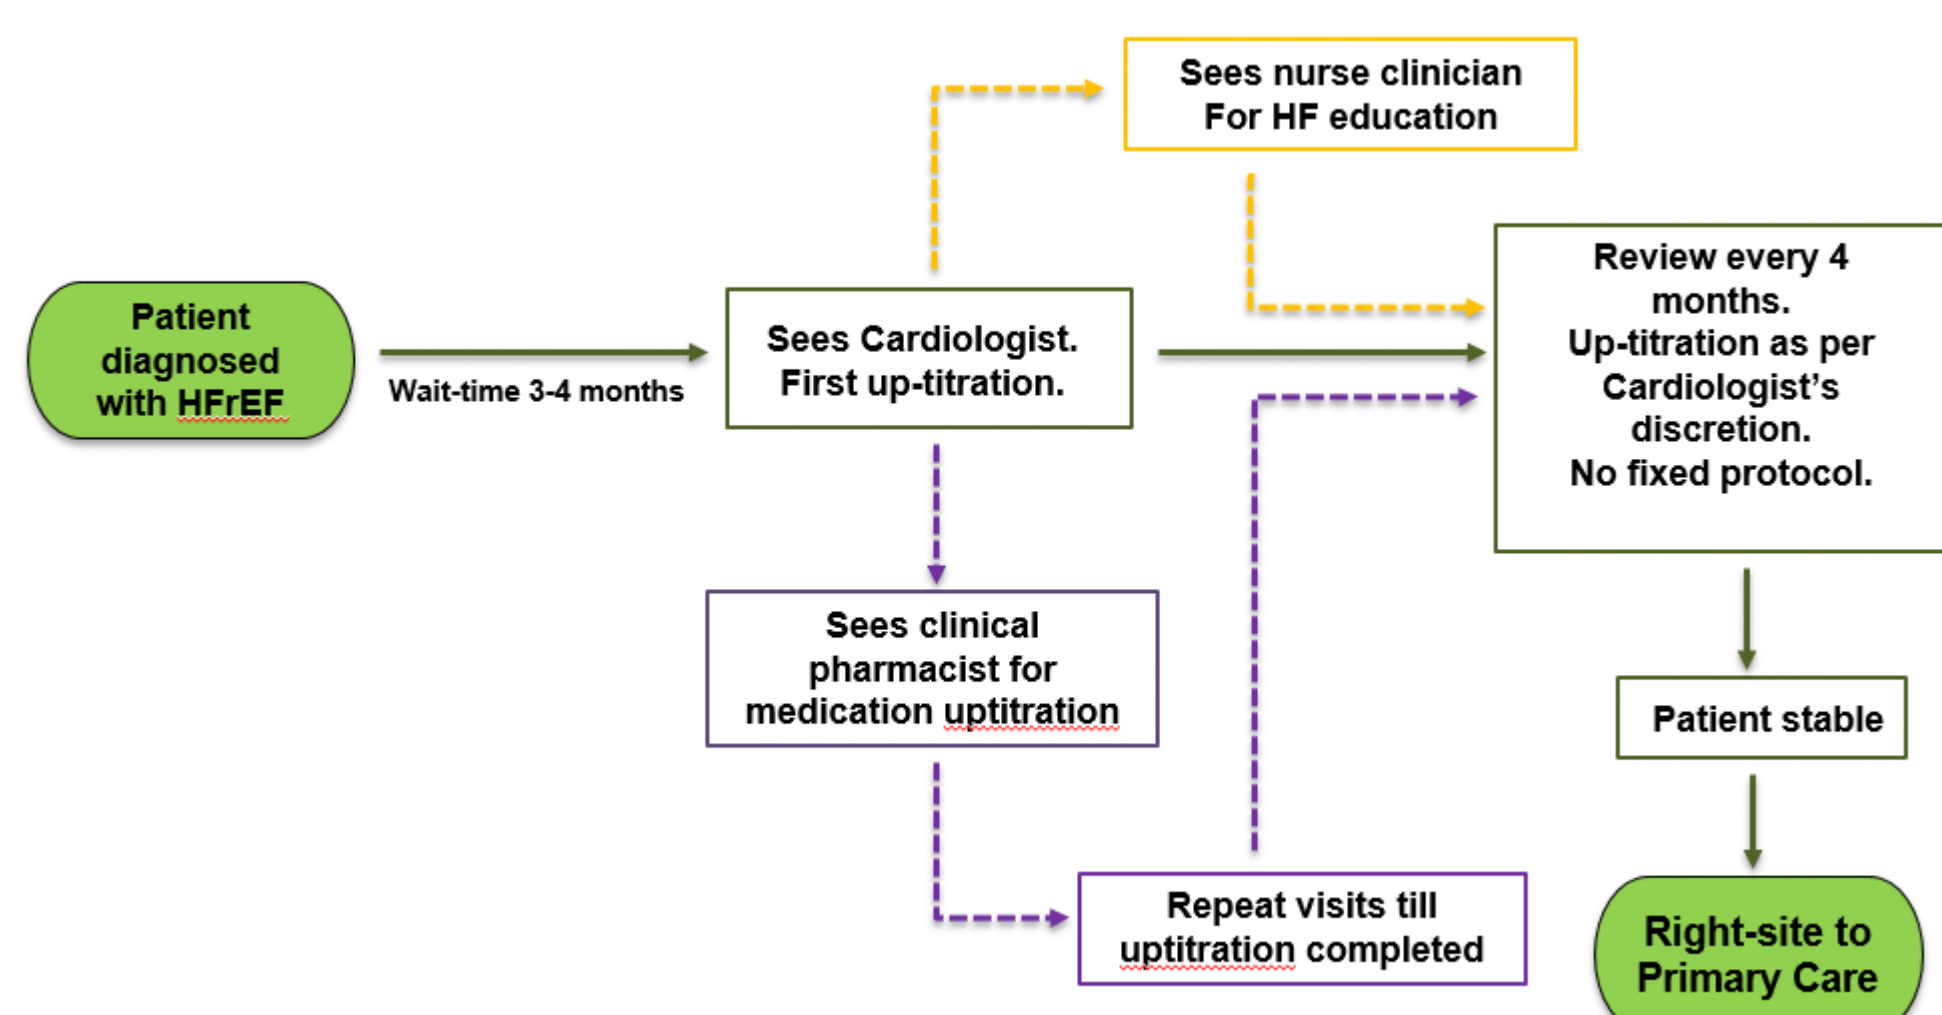 Sees nurse clinician
For HF education
Patient
diagnosed
with HFrEF
Wait-time 3-4 months
Sees Cardiologist.
First up-titration.
Review every 4
months.
Up-titration as per
Cardiologist’s
discretion.
No fixed protocol.
Sees clinical
pharmacist for
medication uptitration
Repeat visits till
uptitration completed
Patient stable
Right-site to
Primary Care